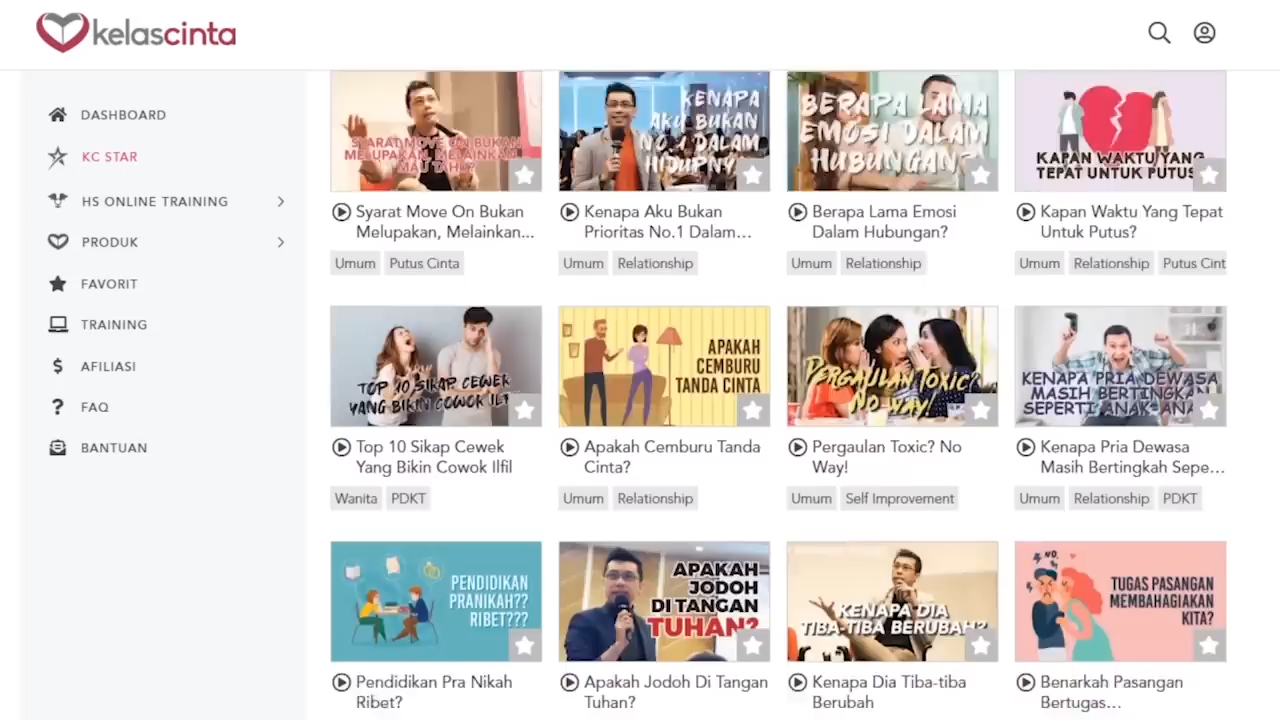 kelascinta
DASHBOARD
KC STAR
HS ONLINE TRAINING
PRODUK
FAVORIT
TRAINING
AFILIASI
FAQ
BANTUAN
SYARAT MOVE ON BUKAN
MELUPAKAN, MELAINKAN
MAU TAHU?
Syarat Move On Bukan
Melupakan, Melainkan...
Umum Putus Cinta
KENAPA
AKU BUKAN
NO.1 DALAM
HIDUPNY
Kenapa Aku Bukan
Prioritas No.1 Dalam...
Umum Relationship
BERAPA LAMA
EMOSI DALAM
HUBUNGAN?
Berapa Lama Emosi
Dalam Hubungan?
Umum Relationship
KAPAN WAKTU YANG
TEPAT UNTUK PUTUS
Kapan Waktu Yang Tepat
Untuk Putus?
Umum Relationship Putus Cint
TOP 10 SIKAP CEWEK
YANG BIKIN COWOK ILF
Top 10 Sikap Cewek
Yang Bikin Cowok Ilfil
Wanita PDKT
APAKAH
CEMBURU
TANDA CINTA
Apakah Cemburu Tanda
Cinta?
Umum Relationship
PERGAULAN TOXIC?
NO WAY!
Pergaulan Toxic? No
Way!
Umum Self Improvement
KENAPA PRIA DEWASA
MASIH BERTINGKAH
SEPERTI ANAK-ANA
Kenapa Pria Dewasa
Masih Bertingkah Sepe...
Umum Relationship PDKT
PENDIDIKAN
PRANIKAH??
RIBET???
Pendidikan Pra Nikah
Ribet?
APAKAH
JODOH
DI TANGAN
TUHAN?
Apakah Jodoh Di Tangan
Tuhan?
KENAPA DIA
TIBA-TIBA BERUBAH?
Kenapa Dia Tiba-tiba
Berubah
NO.
TUGAS PASANGAN
MEMBAHAGIAKAN
KITA?
Benarkah Pasangan
Bertugas...